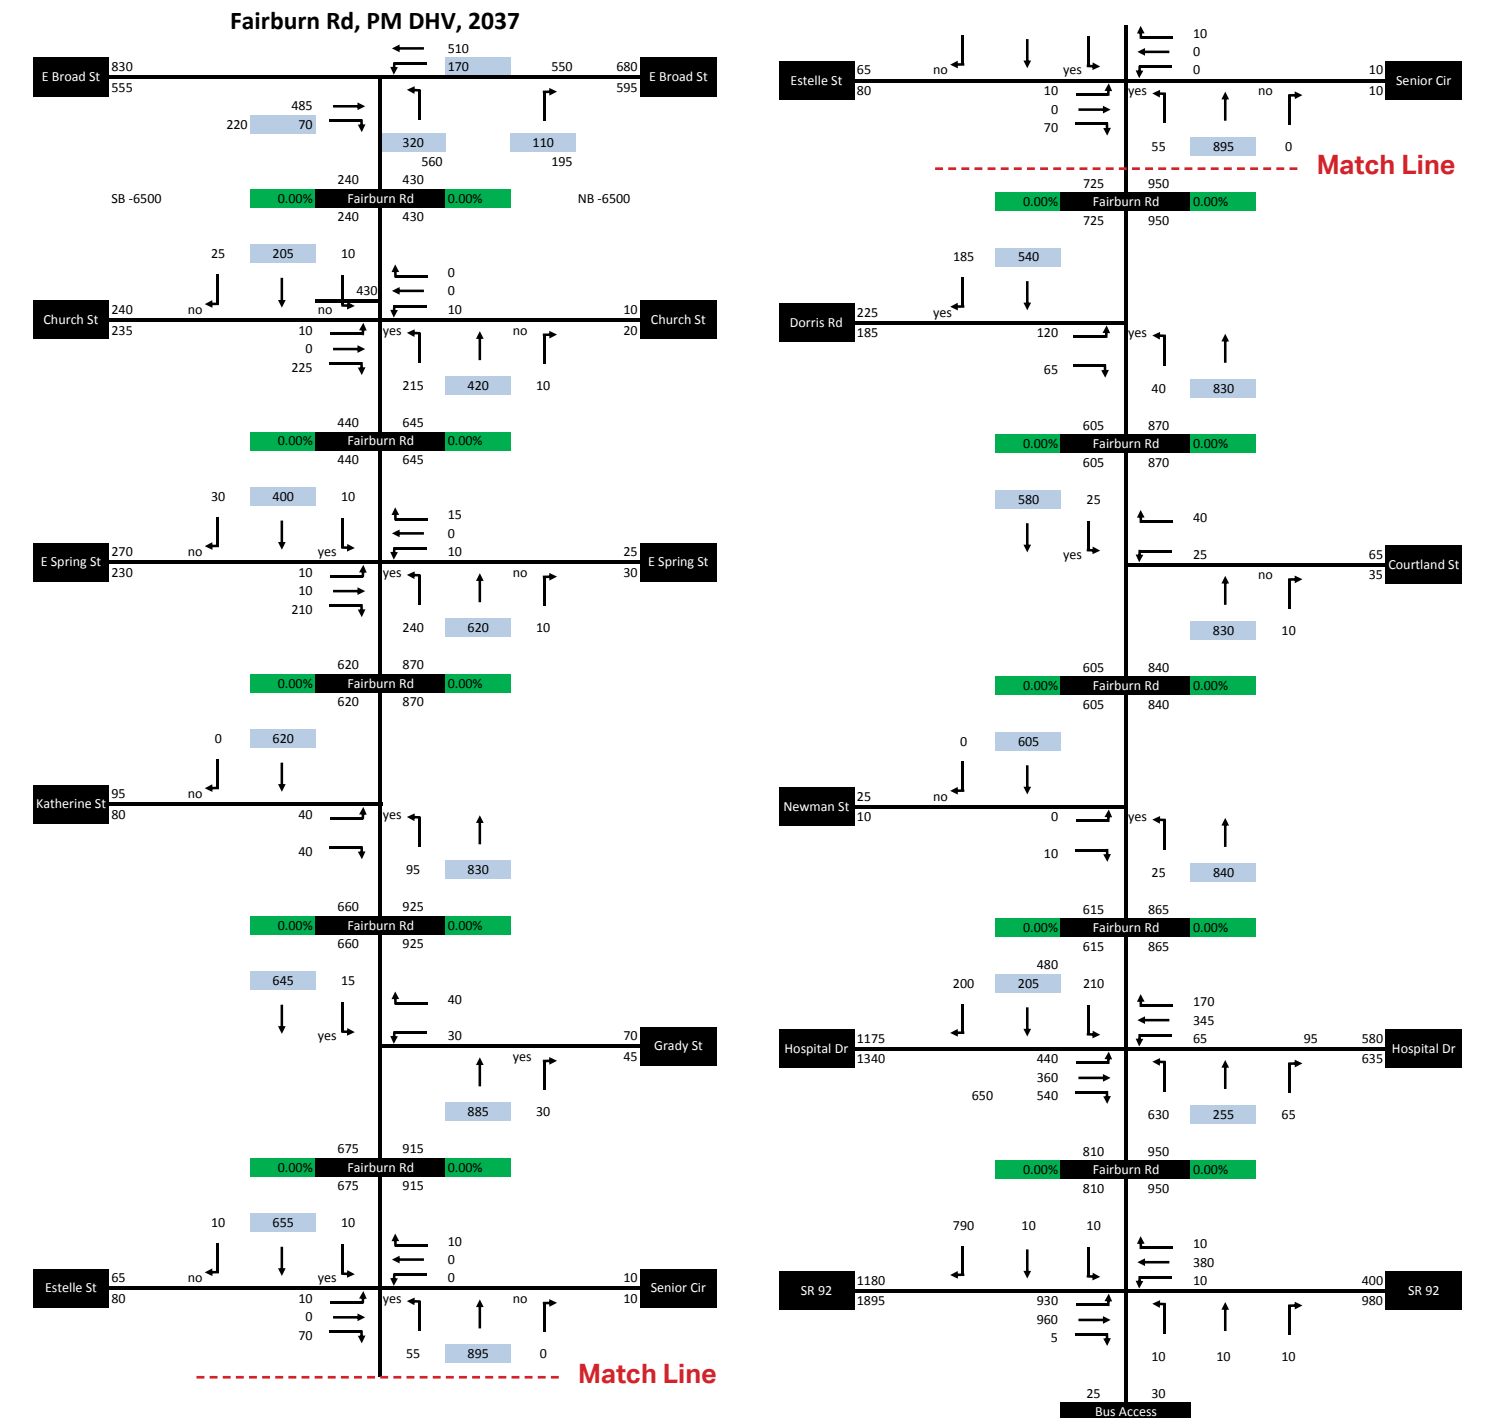 Fairburn Rd, PM DHV, 2037
510
E Broad St 830 170 550 680 E Broad St
555 595
485
220 70
320 110
560 195
240 430
SB -6500 0.00% Fairburn Rd 0.00% NB -6500
240 430
25 205 10
0
430 0
Church St 240 no no 10 10 Church St
235 10 yes no 20
0
225
215 420 10
440 645
0.00% Fairburn Rd 0.00%
440 645
30 400 10
15
0
E Spring St 270 no yes 10 25 E Spring St
230 10 yes no 30
10
210
240 620 10
620 870
0.00% Fairburn Rd 0.00%
620 870
0 620
Katherine St 95 no
80 40 yes
40
95 830
660 925
0.00% Fairburn Rd 0.00%
660 925
645 15
40
yes 30 70 Grady St
yes 45
885 30
675 915
0.00% Fairburn Rd 0.00%
675 915
10 655 10
10
0
Estelle St 65 no yes 0 10 Senior Cir
80 10 yes no 10
0
70
55 895 0
Match Line
10
0
Estelle St 65 no yes 0 10 Senior Cir
80 10 yes no 10
0
70
55 895 0
Match Line
725 950
0.00% Fairburn Rd 0.00%
725 950
185 540
Dorris Rd 225 yes
185 120 yes
65
40 830
605 870
0.00% Fairburn Rd 0.00%
605 870
580 25
40
yes 25 65 Courtland St
no 35
830 10
605 840
0.00% Fairburn Rd 0.00%
605 840
0 605
Newman St 25 no
10 0 yes
10
25 840
615 865
0.00% Fairburn Rd 0.00%
615 865
480
200 205 210
170
345
Hospital Dr 1175 65 95 580 Hospital Dr
1340 440 635
360
650 540
630 255 65
810 950
0.00% Fairburn Rd 0.00%
810 950
790 10 10
10
380
SR 92 1180 10 400 SR 92
1895 930 980
960
5
10 10 10
25 30
Bus Access